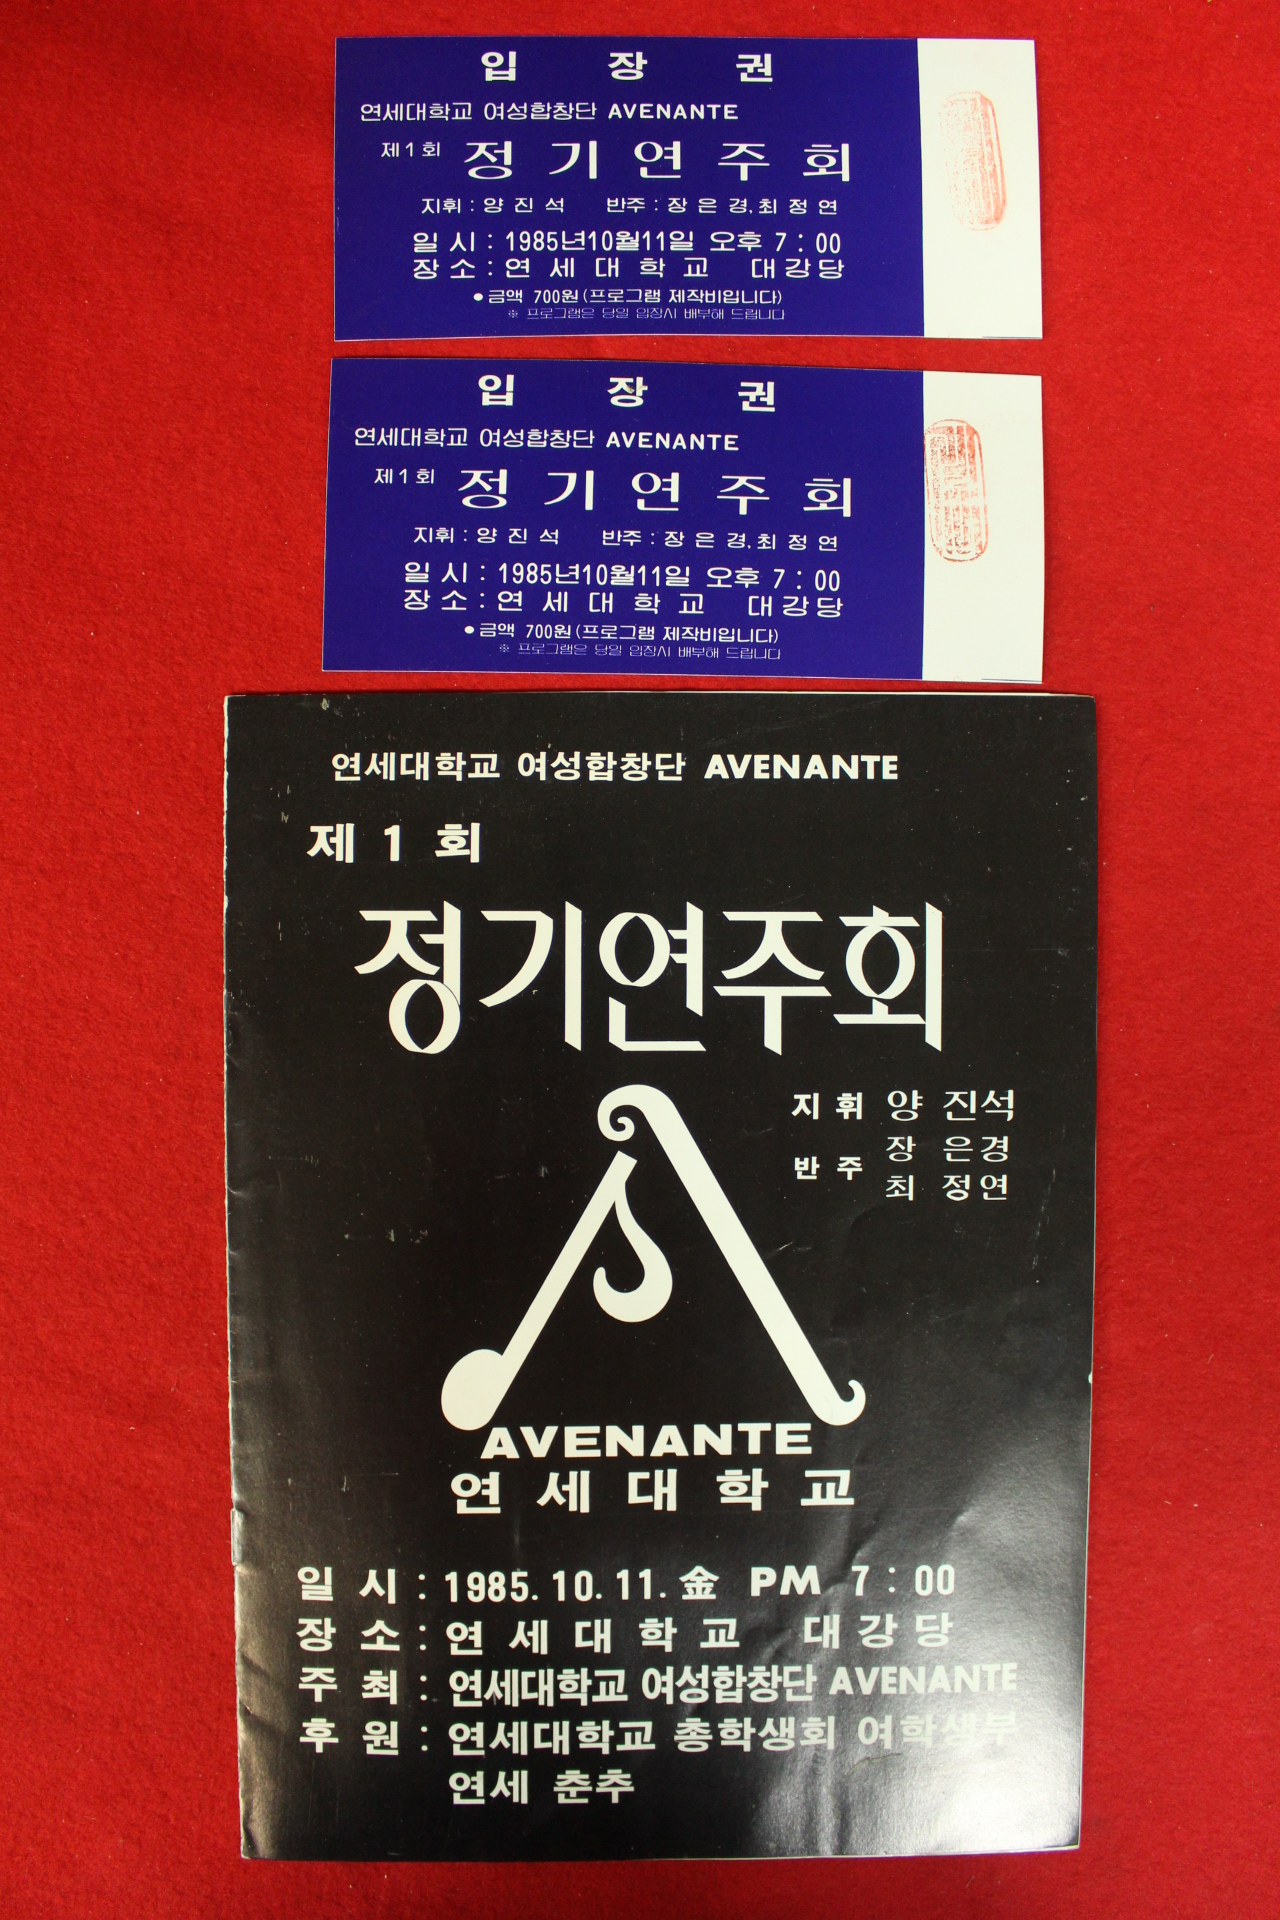 입 장 권
연세대학교 여성합창단 AVENANTE
제1회 정 기 연 주 회
지휘 : 양 진 석 반주 : 장 은 경, 최 정 연
일 시 : 1985년10월11일 오후 7 : 00
장 소 : 연 세 대 학 교 대강당
● 금액 700원 (프로그램 제작비입니다)
※ 프로그램은 당일 입장시 배부해 드립니다
입 장 권
연세대학교 여성합창단 AVENANTE
제1회 정 기 연 주 회
지휘 : 양 진 석 반주 : 장 은 경, 최 정 연
일 시 : 1985년10월11일 오후 7 : 00
장 소 : 연 세 대 학 교 대강당
● 금액 700원 (프로그램 제작비입니다)
※ 프로그램은 당일 입장시 배부해 드립니다
연세대학교 여성합창단 AVENANTE
제 1 회
정기연주회
지 휘 양 진석
반 주 장 은경
최 정연
AVENANTE
연 세 대 학 교
일 시 : 1985. 10. 11. 金 PM 7 : 00
장 소 : 연 세 대 학 교 대 강 당
주 최 : 연세대학교 여성합창단 AVENANTE
후 원 : 연세대학교 총학생회 여학생부
연세 춘추